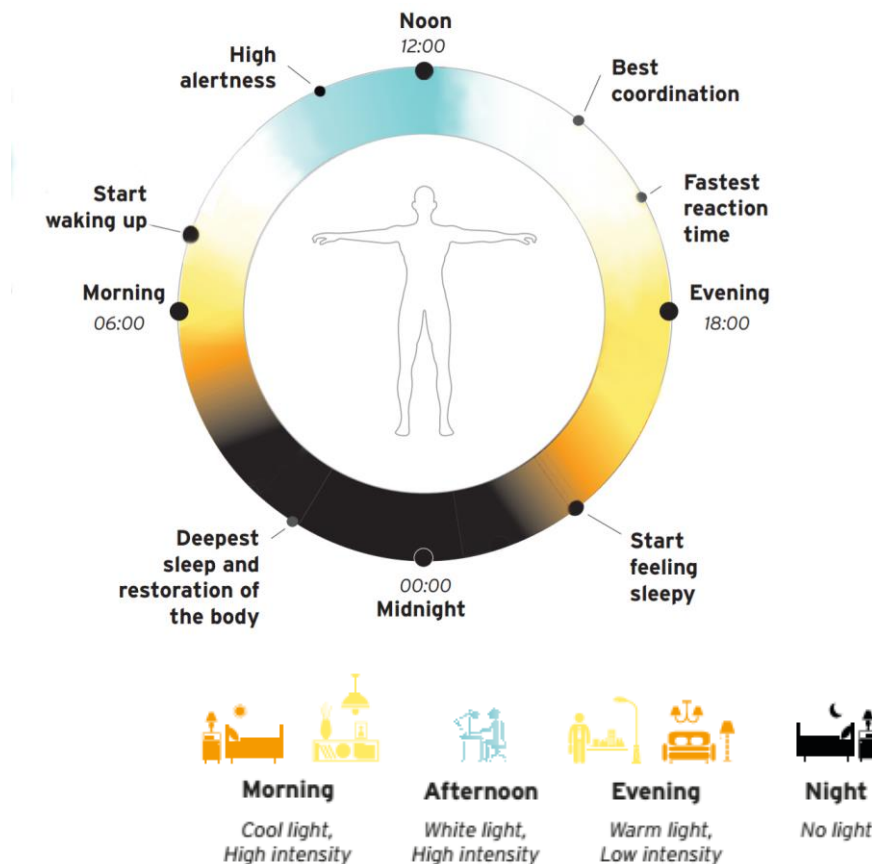 Noon
12:00
High
alertness
Best
coordination
Start
waking up
Fastest
reaction
time
Morning
06:00
Evening
18:00
Deepest
sleep and
restoration of
the body
00:00
Midnight
Start
feeling
sleepy
Morning
Cool light,
High intensity
Afternoon
White light,
High intensity
Evening
Warm light,
Low intensity
Night
No light